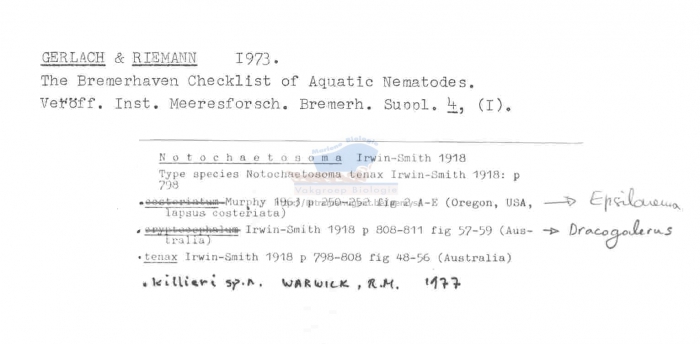 GERLACH & RIEMANN 1973.
The Bremerhaven Checklist of Aquatic Nematodes.
Veröff. Inst. Meeresforsch. Bremerh. Suppl. 4, (I).
Notochaetosoma Irwin-Smith 1918
Type species Notochaetosoma tenax Irwin-Smith 1918: p
798
.costeriatum Murphy 1963 p 250-252 fig 2 A-E (Oregon, USA, → Epsilonema
lapsus costeriata)
.cryptocephalum Irwin-Smith 1918 p 808-811 fig 57-59 (Aus- → Dracogalerus
tralia)
.tenax Irwin-Smith 1918 p 798-808 fig 48-56 (Australia)
.killieri sp.n. WARWICK, R.M. 1977
Vakgroep Biologie